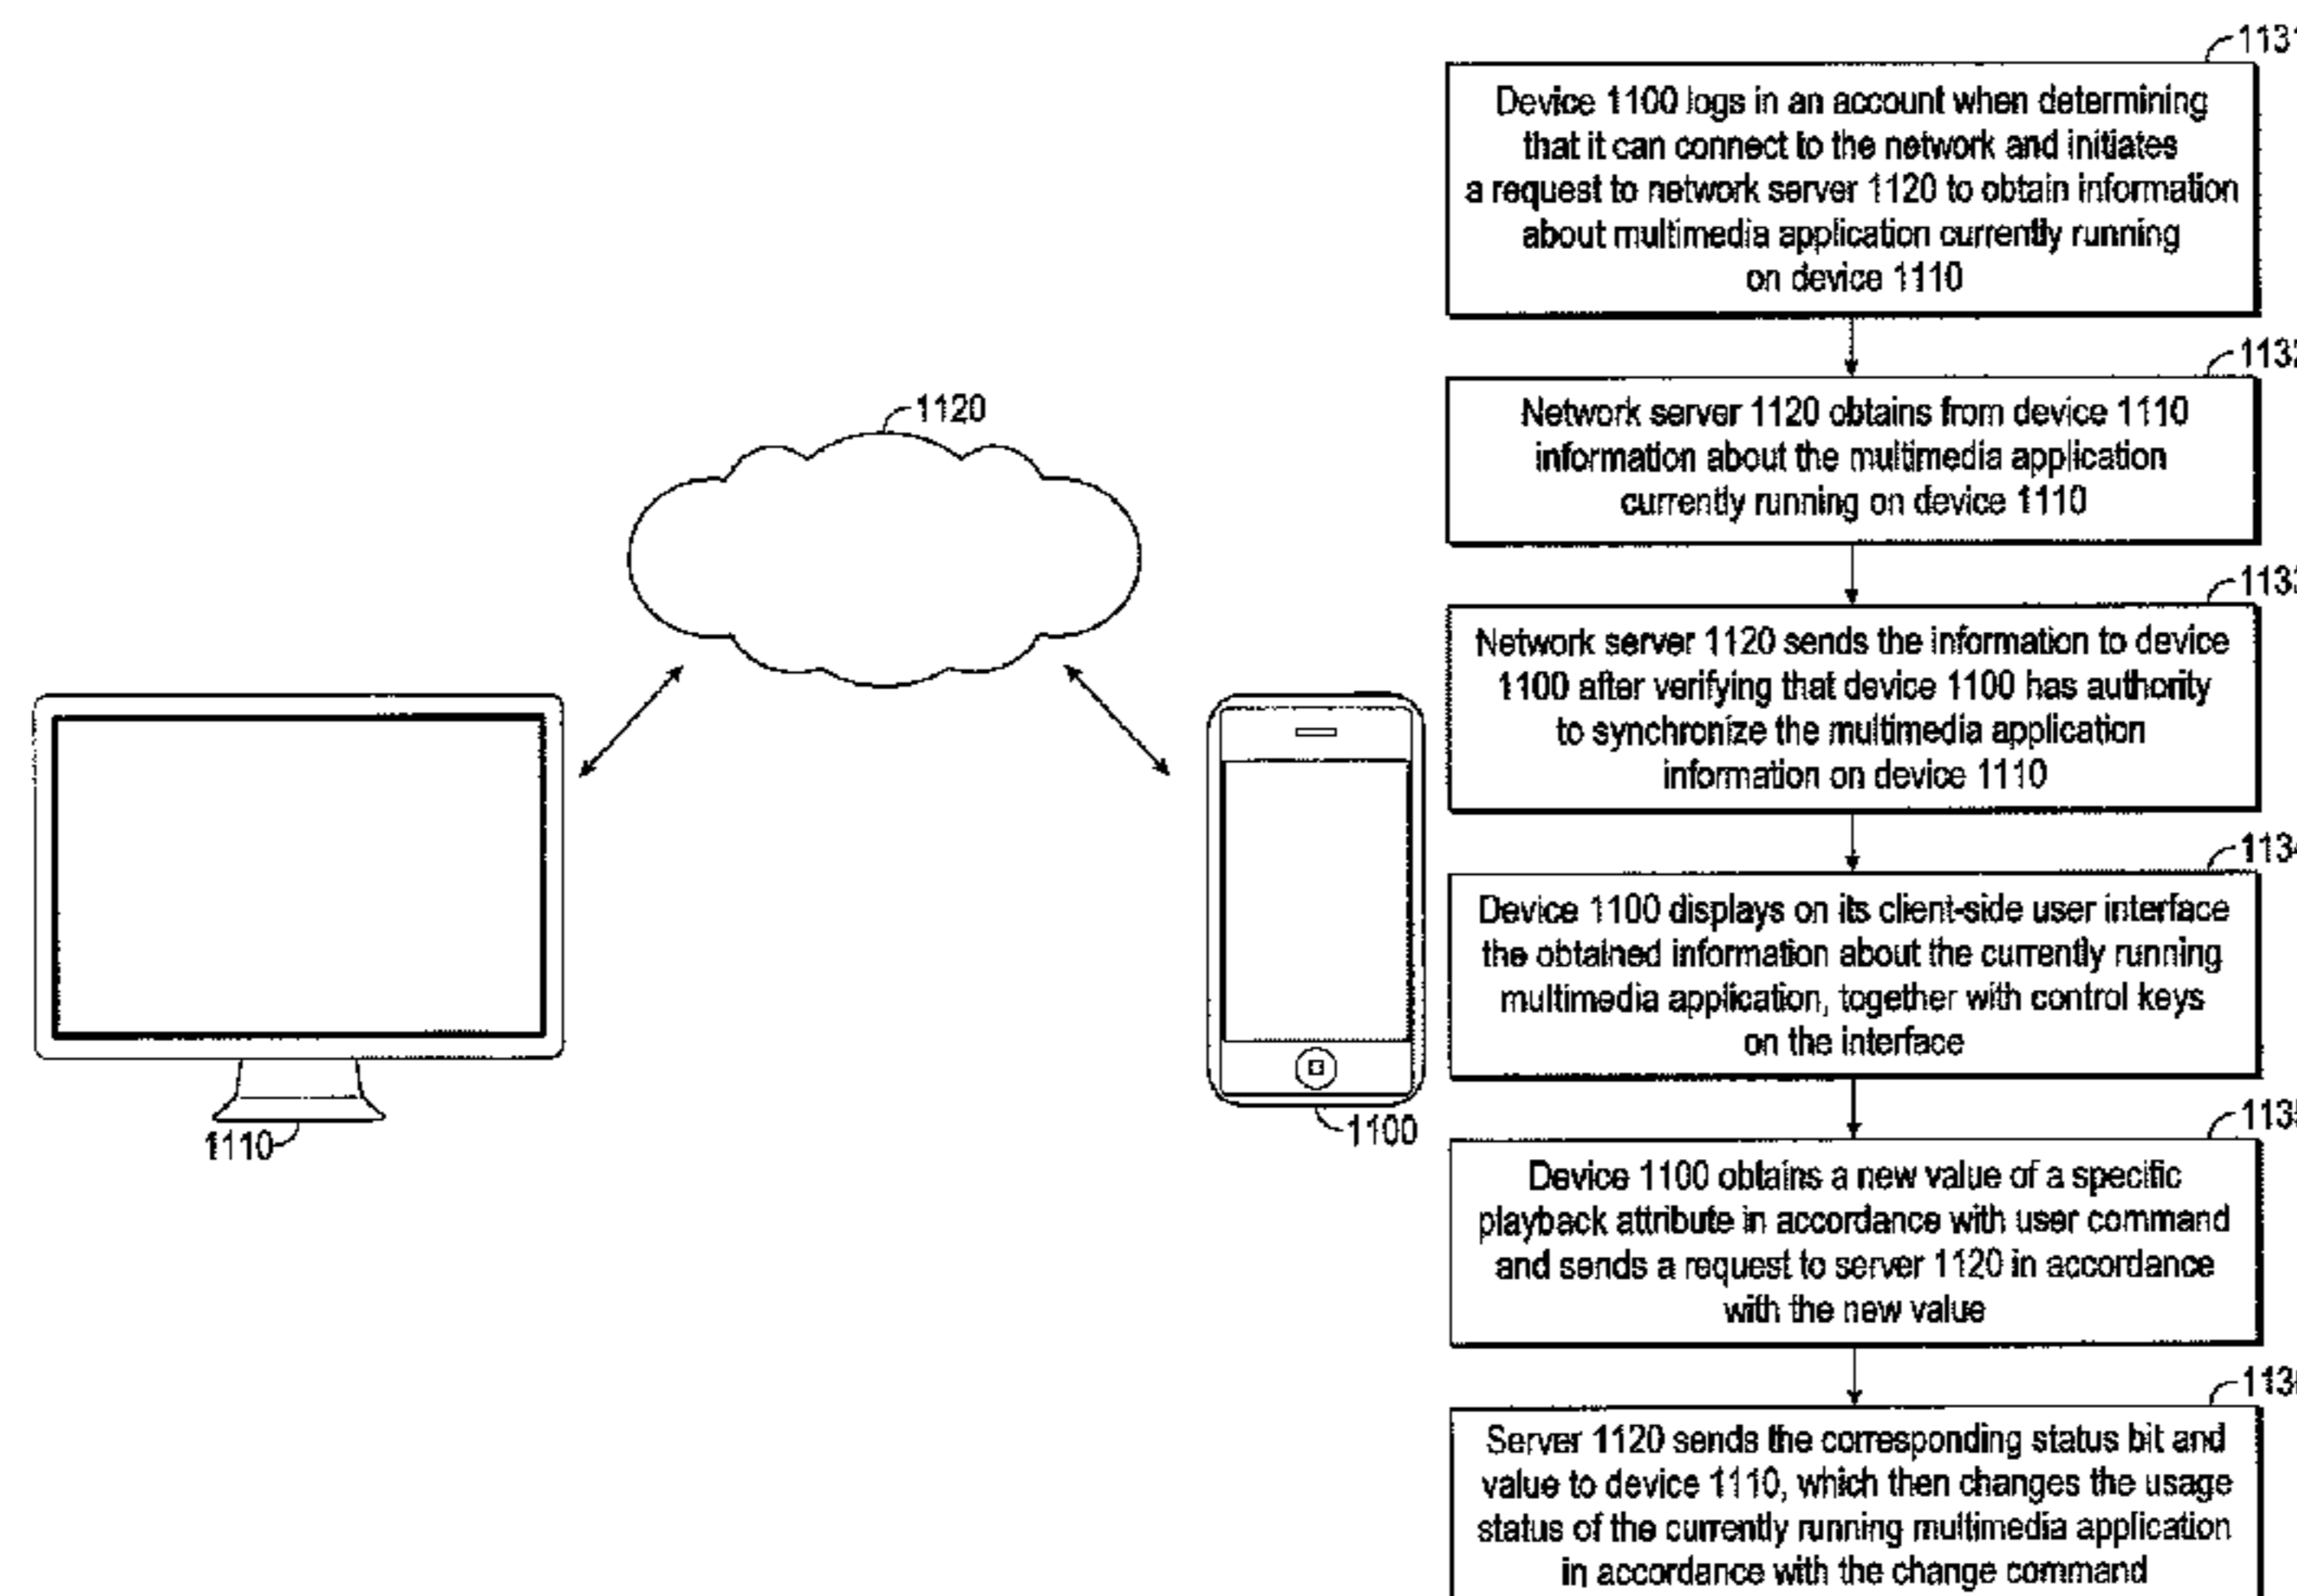 1120
1110
1100
1131
Device 1100 logs in an account when determining
that it can connect to the network and initiates
a request to network server 1120 to obtain information
about multimedia application currently running
on device 1110
1132
Network server 1120 obtains from device 1110
information about the multimedia application
currently running on device 1110
1133
Network server 1120 sends the information to device
1100 after verifying that device 1100 has authority
to synchronize the multimedia application
information on device 1110
1134
Device 1100 displays on its client-side user interface
the obtained information about the currently running
multimedia application, together with control keys
on the interface
1135
Device 1100 obtains a new value of a specific
playback attribute in accordance with user command
and sends a request to server 1120 in accordance
with the new value
1136
Server 1120 sends the corresponding status bit and
value to device 1110, which then changes the usage
status of the currently running multimedia application
in accordance with the change command